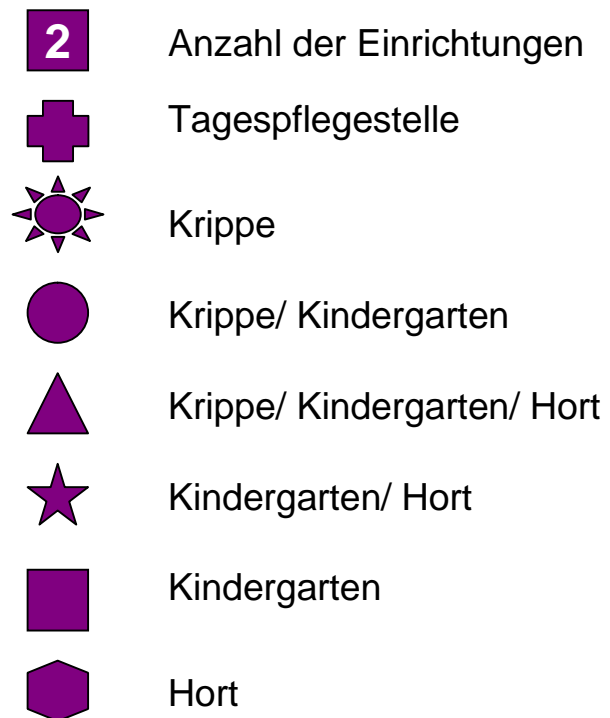 2 Anzahl der Einrichtungen
Tagespflegestelle
Krippe
Krippe/ Kindergarten
Krippe/ Kindergarten/ Hort
Kindergarten/ Hort
Kindergarten
Hort